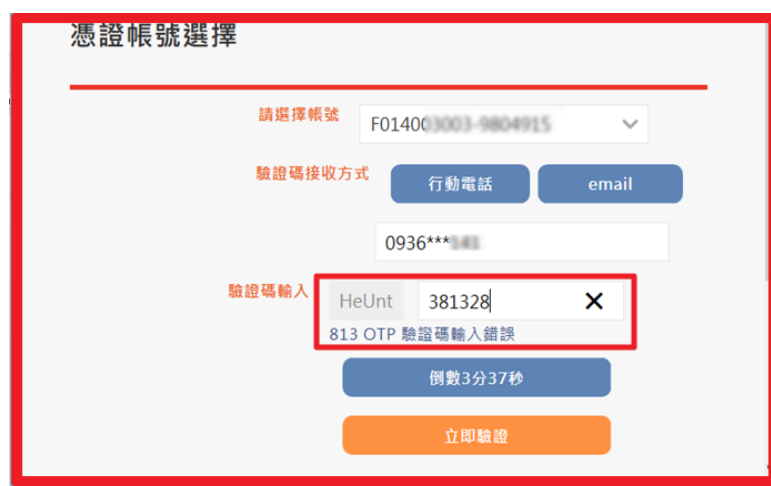 憑證帳號選擇
請選擇帳號 F01400
驗證碼接收方式 行動電話 email
0936***
驗證碼輸入 HeUnt 381328
813 OTP 驗證碼輸入錯誤
倒數3分37秒
立即驗證